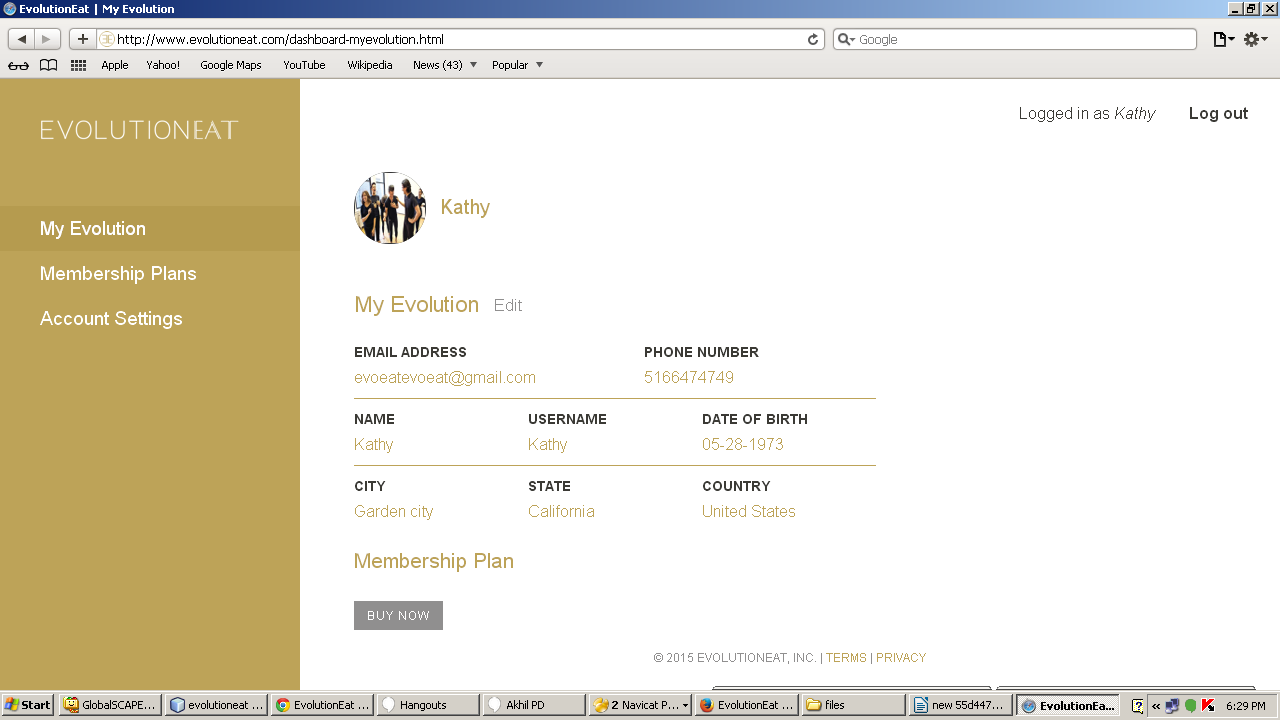 EvolutionEat | My Evolution
http://www.evolutioneat.com/dashboard-myevolution.html
Google
Apple Yahoo! Google Maps YouTube Wikipedia News (43) Popular
EVOLUTIONEAT
Logged in as Kathy Log out
Kathy
My Evolution
Membership Plans
Account Settings
My Evolution Edit
EMAIL ADDRESS PHONE NUMBER
evoeatevoeat@gmail.com 5166474749
NAME USERNAME DATE OF BIRTH
Kathy Kathy 05-28-1973
CITY STATE COUNTRY
Garden city California United States
Membership Plan
BUY NOW
© 2015 EVOLUTIONEAT, INC. | TERMS | PRIVACY
Start GlobalSCAPE... evolutioneat ... EvolutionEat ... Hangouts Akhil PD 2 Navicat P... EvolutionEat ... files new 55d447... EvolutionEa... « 6:29 PM